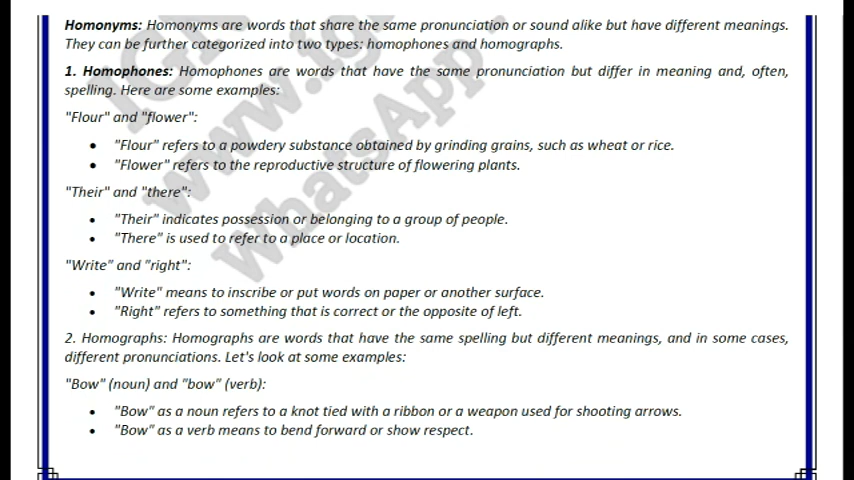 Homonyms: Homonyms are words that share the same pronunciation or sound alike but have different meanings.
They can be further categorized into two types: homophones and homographs.
1. Homophones: Homophones are words that have the same pronunciation but differ in meaning and, often,
spelling. Here are some examples:
"Flour" and "flower":
• "Flour" refers to a powdery substance obtained by grinding grains, such as wheat or rice.
• "Flower" refers to the reproductive structure of flowering plants.
"Their" and "there":
• "Their" indicates possession or belonging to a group of people.
• "There" is used to refer to a place or location.
"Write" and "right":
• "Write" means to inscribe or put words on paper or another surface.
• "Right" refers to something that is correct or the opposite of left.
2. Homographs: Homographs are words that have the same spelling but different meanings, and in some cases,
different pronunciations. Let's look at some examples:
"Bow" (noun) and "bow" (verb):
• "Bow" as a noun refers to a knot tied with a ribbon or a weapon used for shooting arrows.
• "Bow" as a verb means to bend forward or show respect.
WhatsApp -